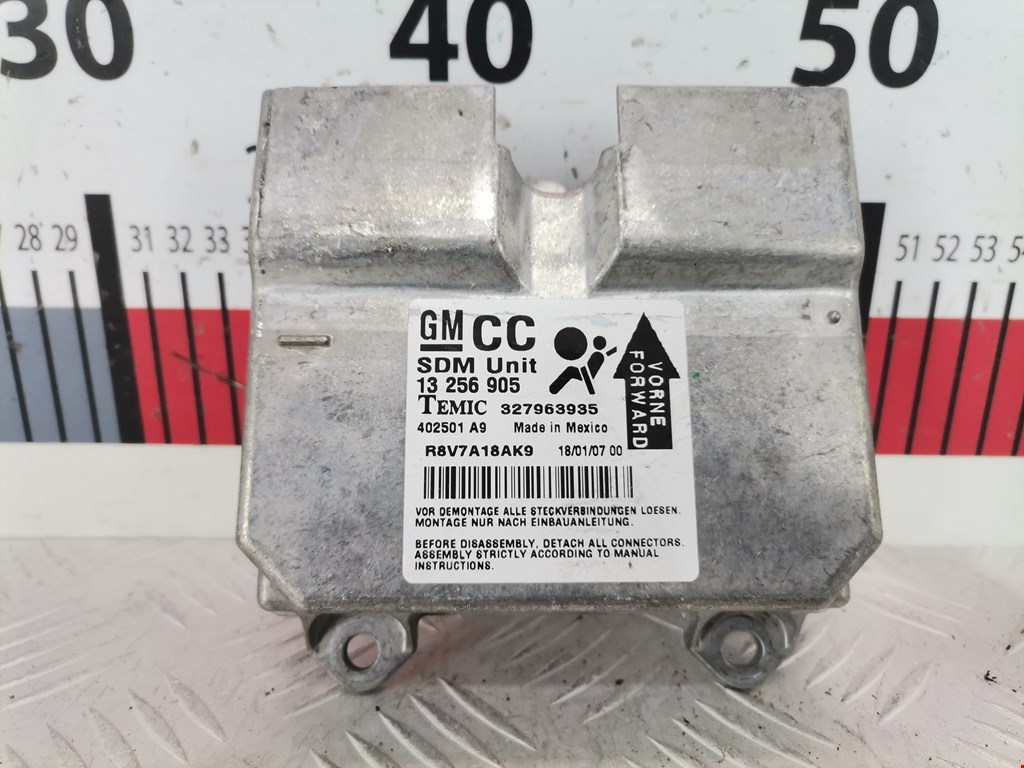 30 40 50
28 29 31 32 33 3 51 52 53 54
GM CC
SDM Unit
13 256 905
TEMIC 327963935
402501 A9 Made in Mexico
R8V7A18AK9 18/01/07 00
VORNE
FORWARD
VOR DEMONTAGE ALLE STECKVERBINDUNGEN LOESEN.
MONTAGE NUR NACH EINBAUANLEITUNG.
BEFORE DISASSEMBLY, DETACH ALL CONNECTORS.
ASSEMBLY STRICTLY ACCORDING TO MANUAL
INSTRUCTIONS.